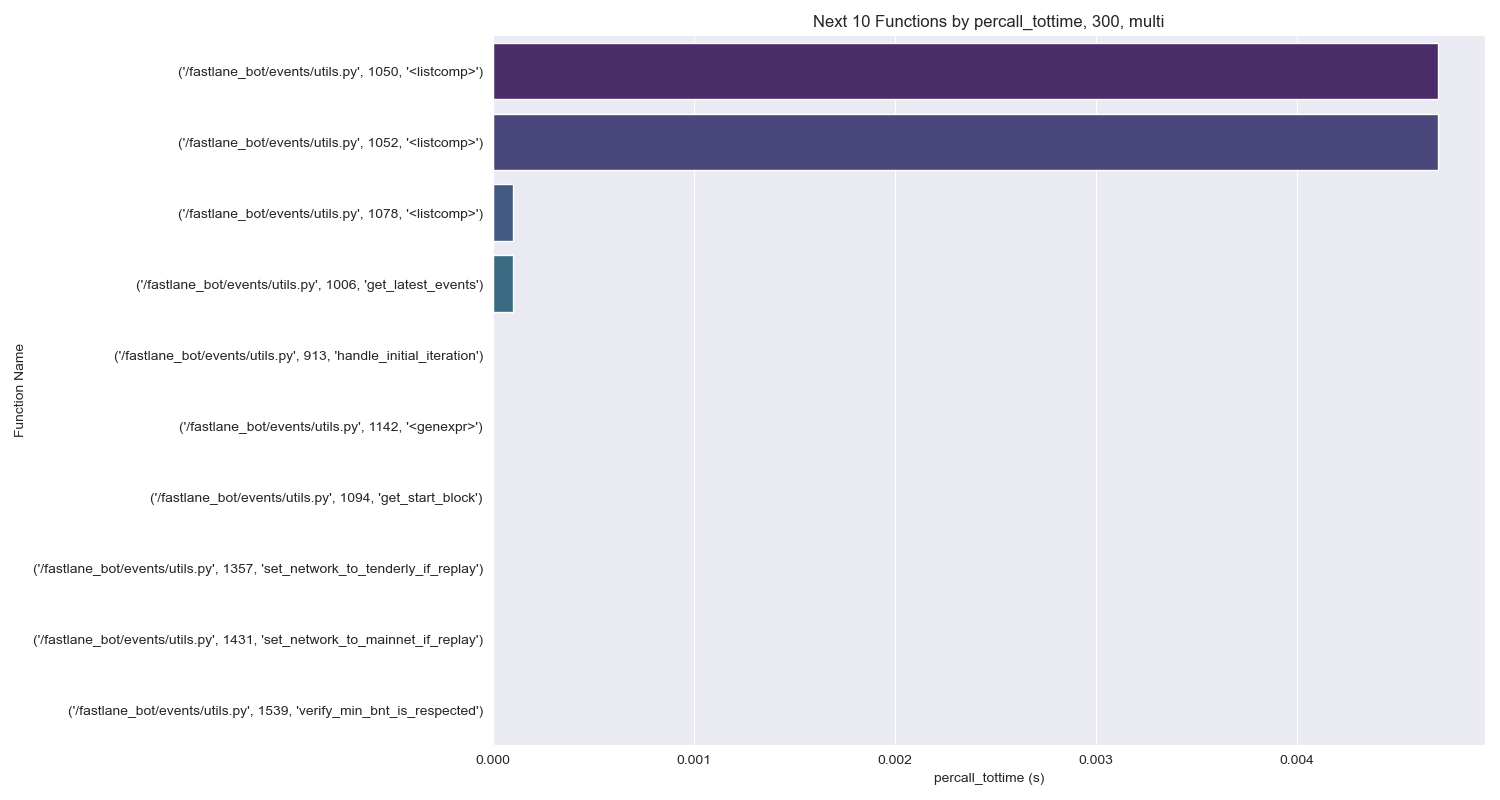 Next 10 Functions by percall_tottime, 300, multi
('/fastlane_bot/events/utils.py', 1050, '<listcomp>')
('/fastlane_bot/events/utils.py', 1052, '<listcomp>')
('/fastlane_bot/events/utils.py', 1078, '<listcomp>')
('/fastlane_bot/events/utils.py', 1006, 'get_latest_events')
('/fastlane_bot/events/utils.py', 913, 'handle_initial_iteration')
('/fastlane_bot/events/utils.py', 1142, '<genexpr>')
('/fastlane_bot/events/utils.py', 1094, 'get_start_block')
('/fastlane_bot/events/utils.py', 1357, 'set_network_to_tenderly_if_replay')
('/fastlane_bot/events/utils.py', 1431, 'set_network_to_mainnet_if_replay')
('/fastlane_bot/events/utils.py', 1539, 'verify_min_bnt_is_respected')
Function Name
0.000 0.001 0.002 0.003 0.004
percall_tottime (s)